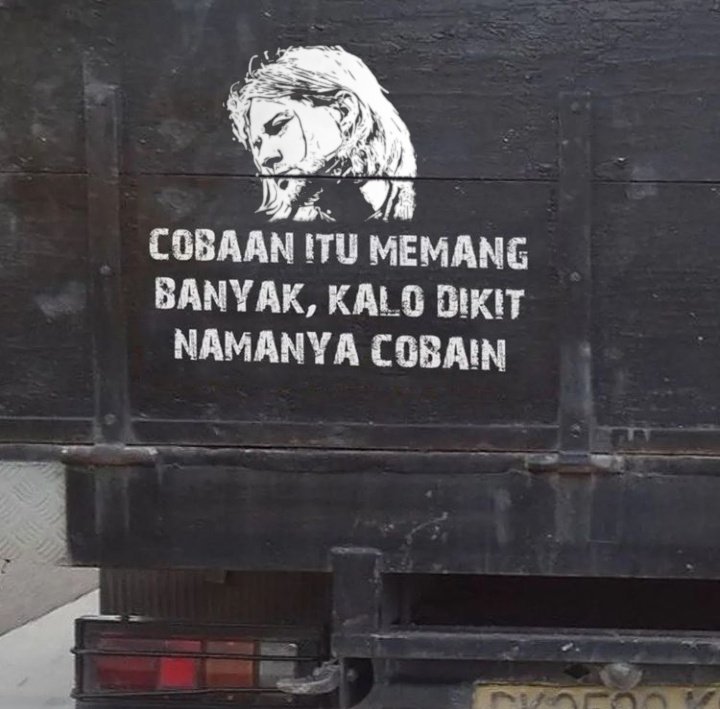 COBAAN ITU MEMANG
BANYAK, KALO DIKIT
NAMANYA COBAIN